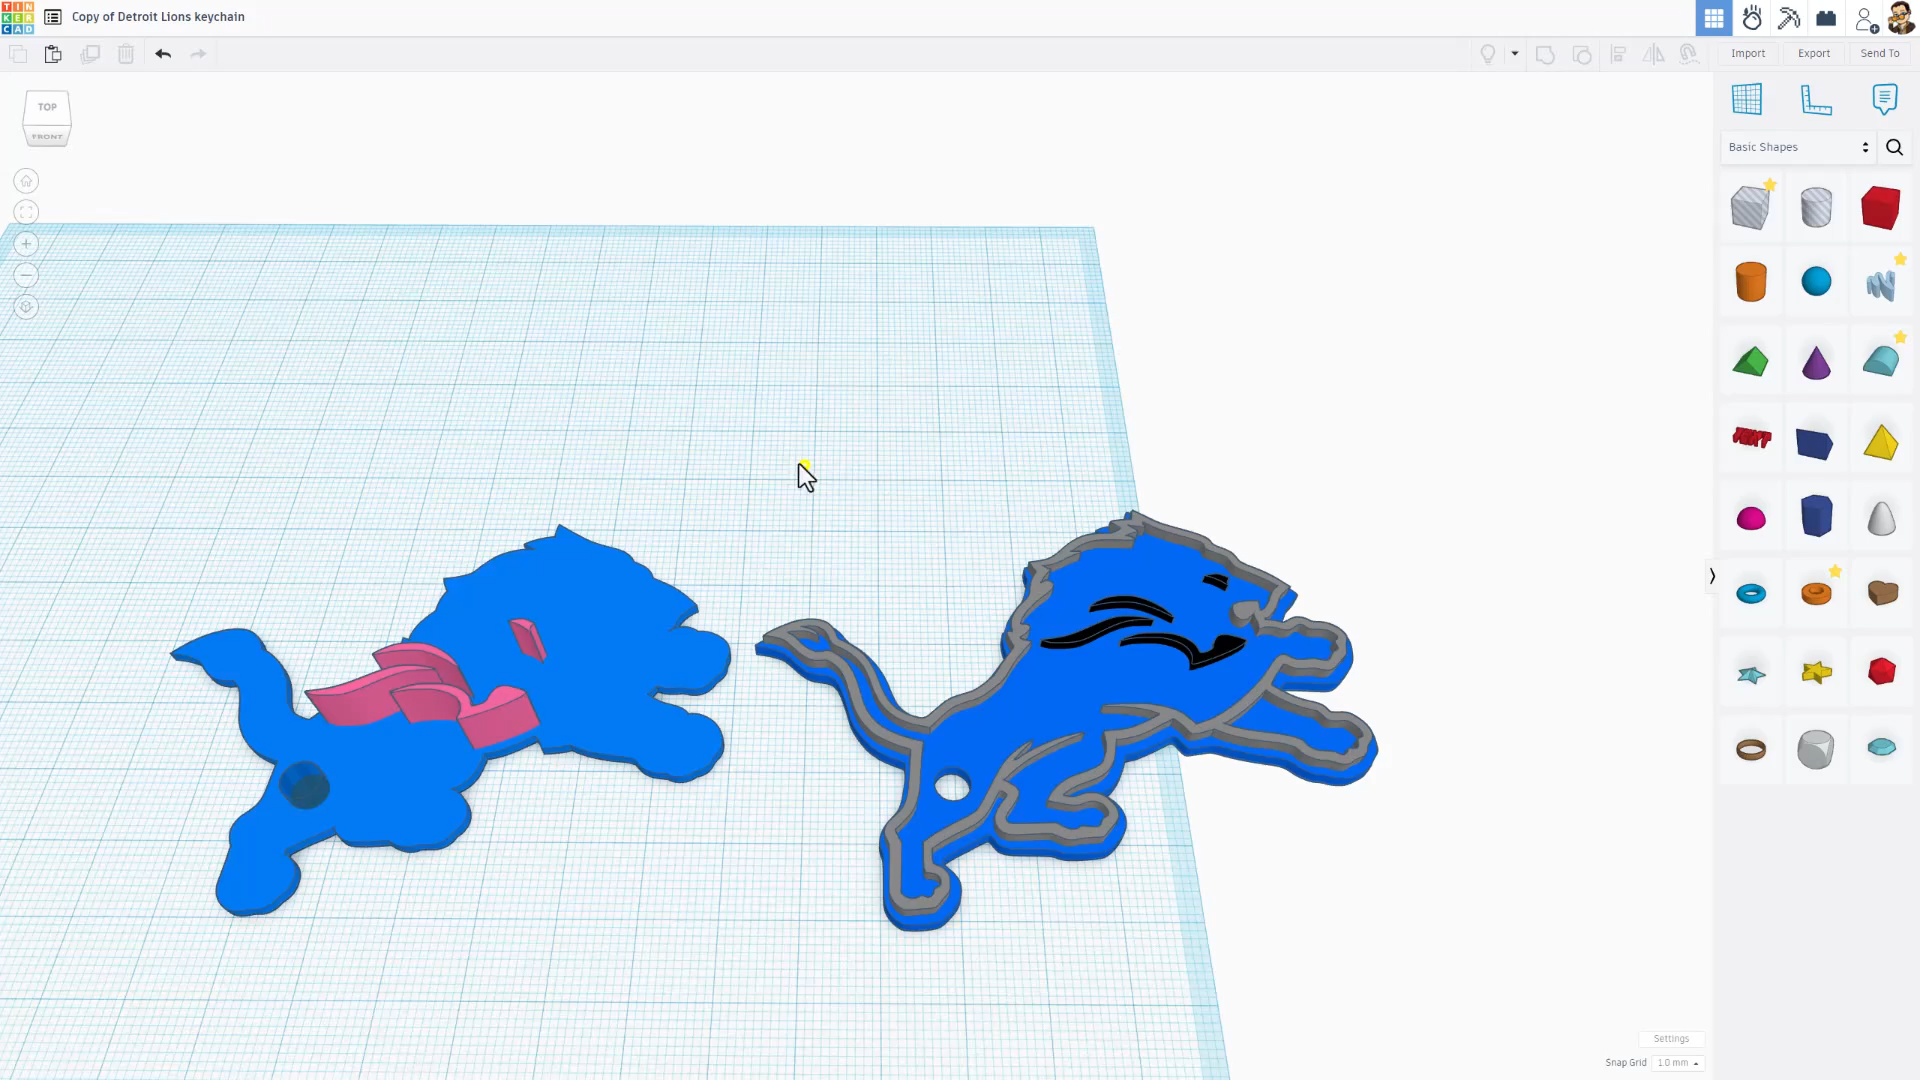 TIN
KER
CAD
Copy of Detroit Lions keychain
Import
Export
Send To
TOP
FRONT
Basic Shapes
TEXT
Settings
Snap Grid
1.0 mm